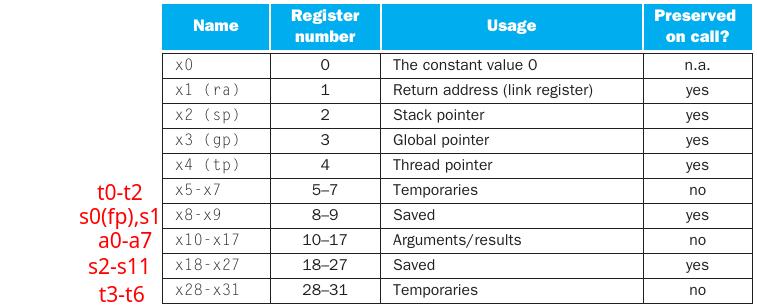 Name Register number Usage Preserved on call?
x0 0 The constant value 0 n.a.
x1 (ra) 1 Return address (link register) yes
x2 (sp) 2 Stack pointer yes
x3 (gp) 3 Global pointer yes
x4 (tp) 4 Thread pointer yes
t0-t2 x5-x7 5–7 Temporaries no
s0(fp),s1 x8-x9 8–9 Saved yes
a0-a7 x10-x17 10–17 Arguments/results no
s2-s11 x18-x27 18–27 Saved yes
t3-t6 x28-x31 28–31 Temporaries no